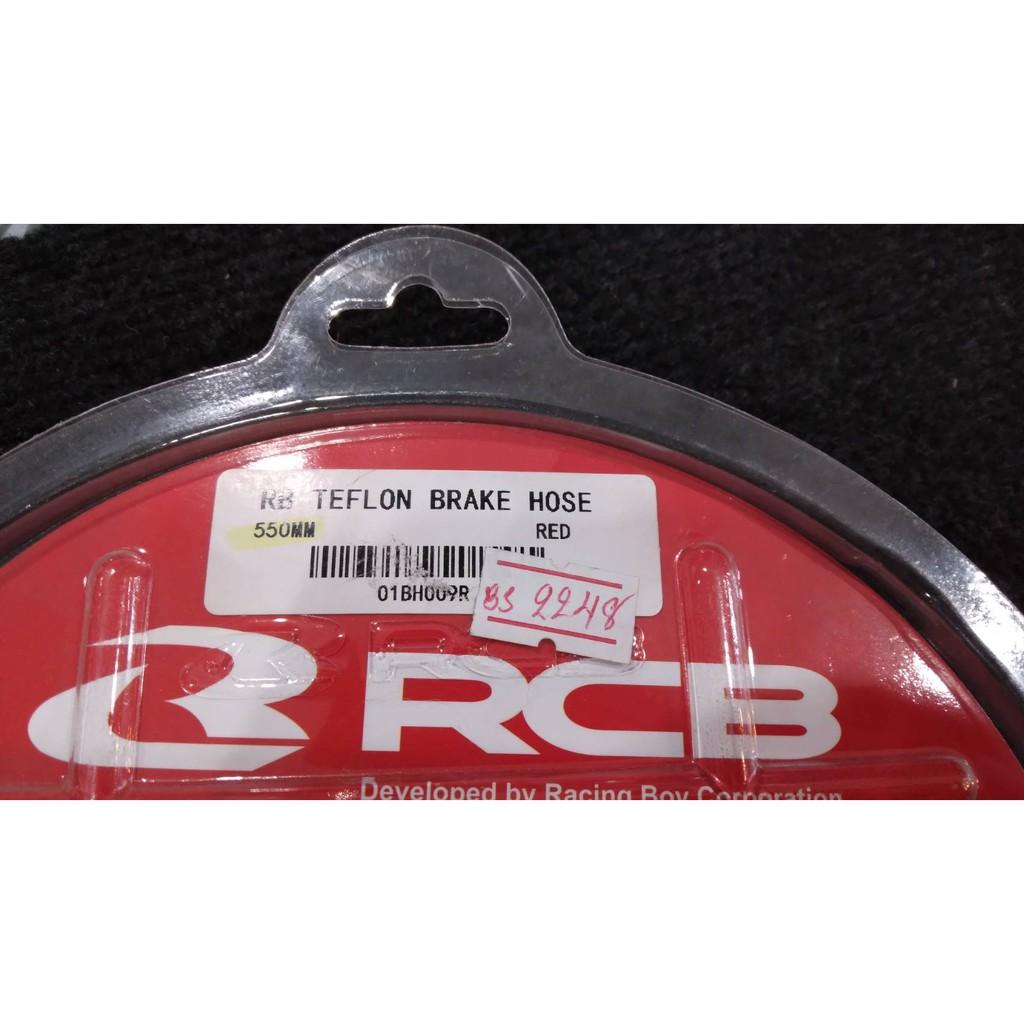 RB TEFLON BRAKE HOSE
550MM RED
01BH009R
BS 2248
RCB
Developed by Racing Boy Corporation